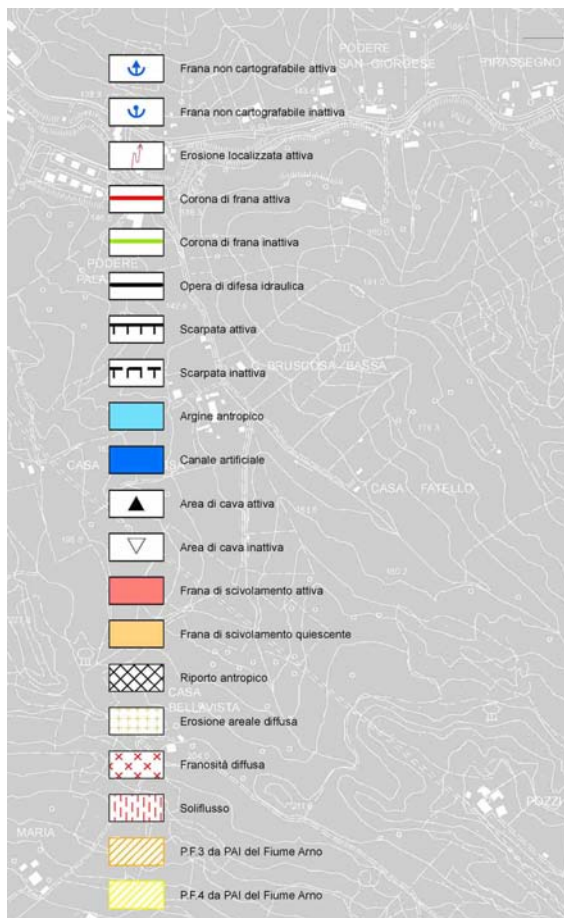 PODERE
SAN GIORGESE
PIRASSEGNO
Frana non cartografabile attiva
Frana non cartografabile inattiva
Erosione localizzata attiva
Corona di frana attiva
Corona di frana inattiva
PODERE
Opera di difesa idraulica
Scarpata attiva
Scarpata inattiva
BRUSCOSA BASSA
Argine antropico
Canale artificiale
CASA
CASA FATELLO
Area di cava attiva
Area di cava inattiva
Frana di scivolamento attiva
Frana di scivolamento quiescente
Riporto antropico
CASA
BELLAVISTA
Erosione areale diffusa
Franosità diffusa
Soliflusso
POZZI
MARIA
P.F.3 da PAI del Fiume Arno
P.F.4 da PAI del Fiume Arno